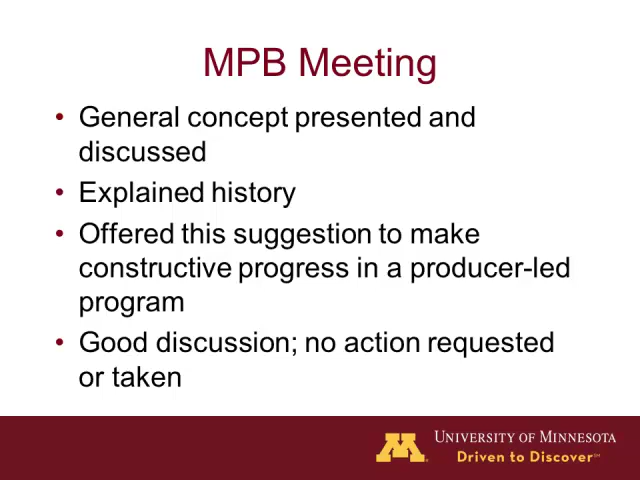 MPB Meeting
• General concept presented and
discussed
• Explained history
• Offered this suggestion to make
constructive progress in a producer-led
program
• Good discussion; no action requested
or taken
M
UNIVERSITY OF MINNESOTA
Driven to Discover℠